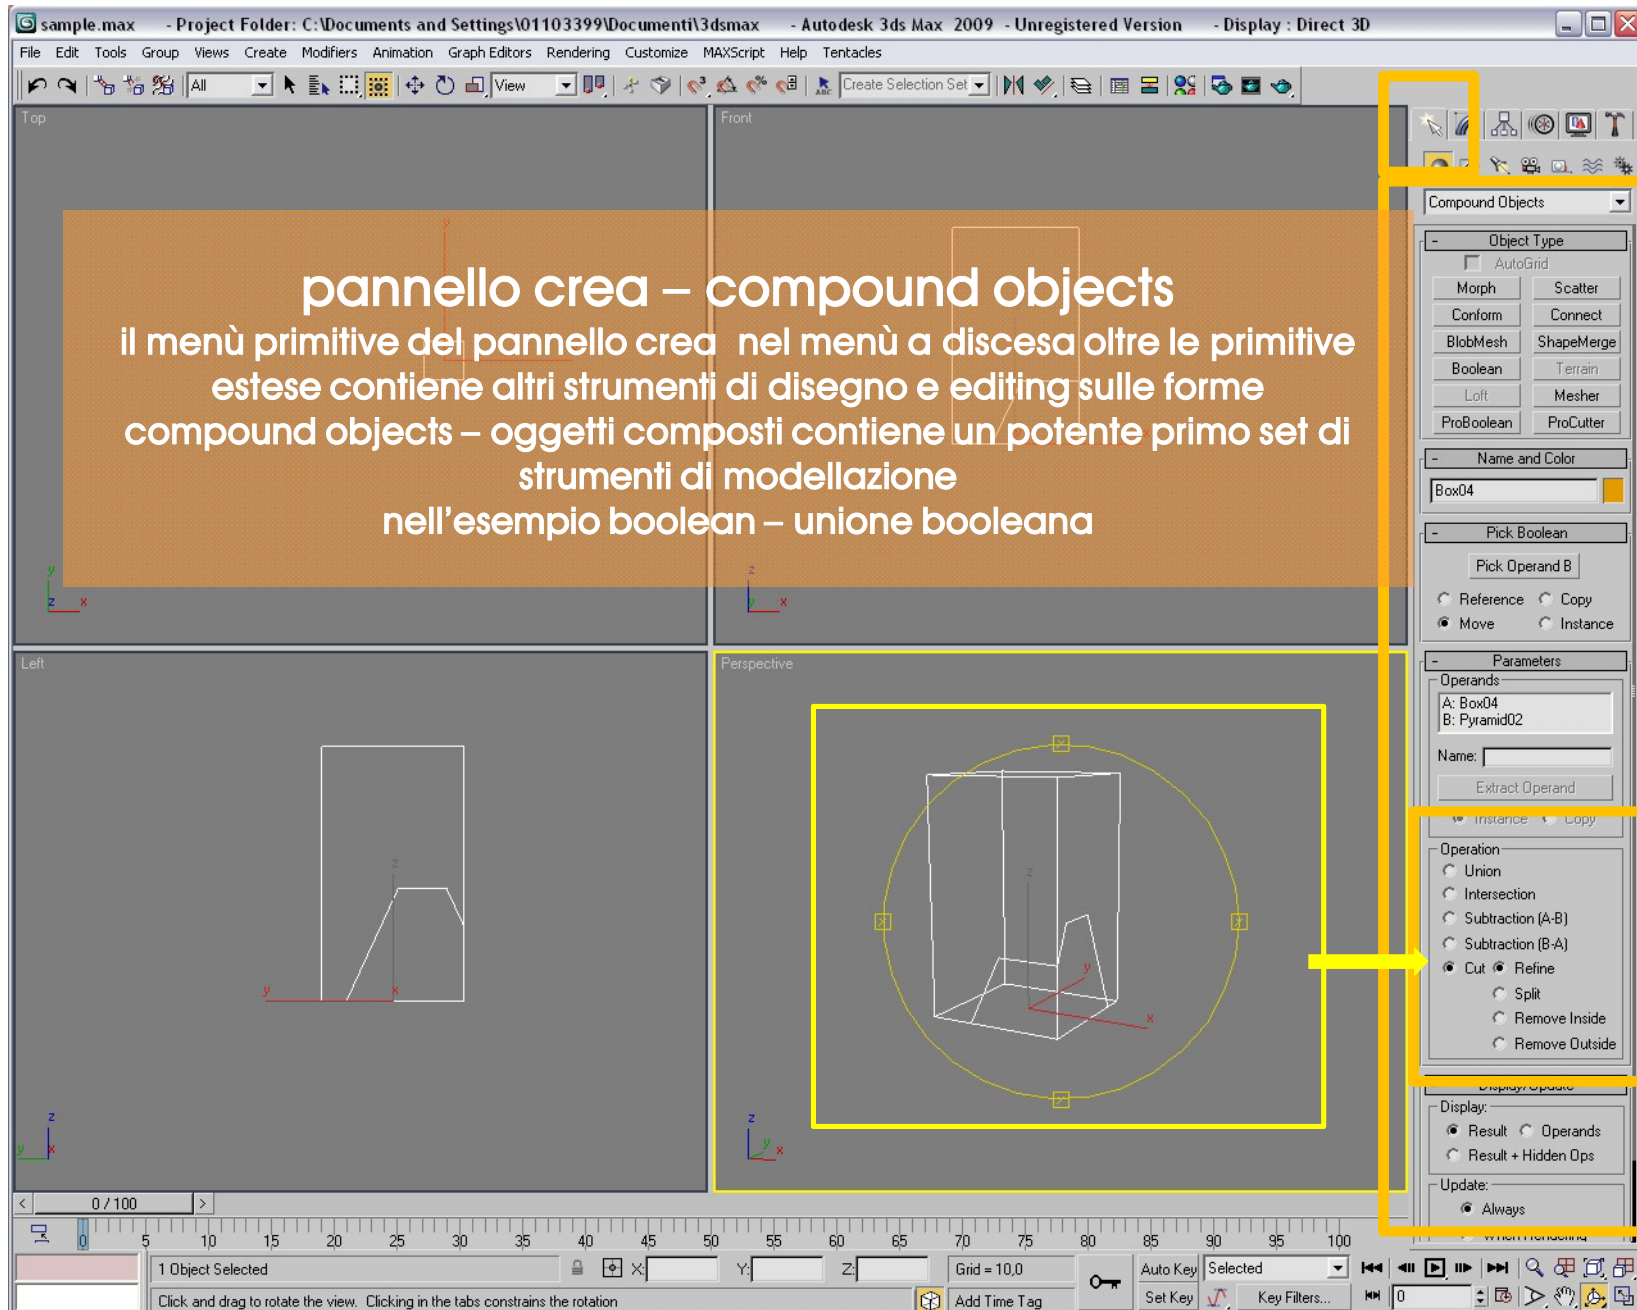 sample.max - Project Folder: C:\Documents and Settings\01103399\Documenti\3dsmax - Autodesk 3ds Max 2009 - Unregistered Version - Display : Direct 3D
File Edit Tools Group Views Create Modifiers Animation Graph Editors Rendering Customize MAXScript Help Tentacles
All View Create Selection Set
Top
Front
pannello crea – compound objects
il menù primitive del pannello crea nel menù a discesa oltre le primitive
estese contiene altri strumenti di disegno e editing sulle forme
compound objects – oggetti composti contiene un potente primo set di
strumenti di modellazione
nell'esempio boolean – unione booleana
y
z x
z
y x
Left
Perspective
z
y x
z
y
x
z
y x
z
y x
Compound Objects
- Object Type
AutoGrid
Morph Scatter
Conform Connect
BlobMesh ShapeMerge
Boolean Terrain
Loft Mesher
ProBoolean ProCutter
- Name and Color
Box04
- Pick Boolean
Pick Operand B
Reference Copy
Move Instance
- Parameters
Operands
A: Box04
B: Pyramid02
Name:
Extract Operand
Instance Copy
Operation
Union
Intersection
Subtraction (A-B)
Subtraction (B-A)
Cut Refine
Split
Remove Inside
Remove Outside
Display/Update
Display:
Result Operands
Result + Hidden Ops
Update:
Always
When Rendering
< 0 / 100 >
0 5 10 15 20 25 30 35 40 45 50 55 60 65 70 75 80 85 90 95 100
1 Object Selected X: Y: Z: Grid = 10,0 Auto Key Selected
Click and drag to rotate the view. Clicking in the tabs constrains the rotation Add Time Tag Set Key Key Filters... 0